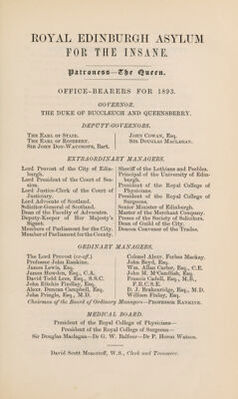 ROYAL EDINBURGH ASYLUM
FOR THE INSANE.
Patroness—The Queen.
OFFICE-BEARERS FOR 1893.
GOVERNOR.
THE DUKE OF BUCCLEUCH AND QUEENSBERRY.
DEPUTY-GOVERNORS.
THE EARL OF STAIR.
THE EARL OF ROSEBERY.
SIR JOHN DON-WAUCHOPE, Bart.
JOHN COWAN, Esq.
SIR DOUGLAS MACLAGAN.
EXTRAORDINARY MANAGERS.
Lord Provost of the City of Edinburgh.
Lord President of the Court of Session.
Lord Justice-Clerk of the Court of Justiciary.
Lord Advocate of Scotland.
Solicitor-General of Scotland.
Dean of the Faculty of Advocates.
Deputy-Keeper of Her Majesty's Signet.
Members of Parliament for the City.
Members of Parliament for the County.
Sheriff of the Lothians and Peebles.
Principal of the University of Edinburgh.
President of the Royal College of Physicians.
President of the Royal College of Surgeons.
Senior Minister of Edinburgh.
Master of the Merchant Company.
Preses of the Society of Solicitors.
Dean of Guild of the City.
Deacon Convener of the Trades.
ORDINARY MANAGERS.
The Lord Provost (ex-off.)
Professor John Rankine.
James Lewis, Esq.
James Howden, Esq., C.A.
David Todd Lees, Esq., S.S.C.
John Ritchie Findlay, Esq.
Alexr. Duncan Campbell, Esq.
John Pringle, Esq., M.D.
Colonel Alexr. Forbes Mackay.
John Boyd, Esq.
Wm. Allan Carter, Esq., C.E.
John M. M'Candlish, Esq.
Francis Cadell, Esq., M.B., F.R.C.S.E.
D. J. Brakenridge, Esq., M.D.
William Finlay, Esq.
Chairman of the Board of Ordinary Managers—PROFESSOR RANKINE.
MEDICAL BOARD.
President of the Royal College of Physicians—
President of the Royal College of Surgeons—
Sir Douglas Maclagan—Dr G. W. Balfour—Dr P. Heron Watson.
David Scott Moncrieff, W.S., Clerk and Treasurer.